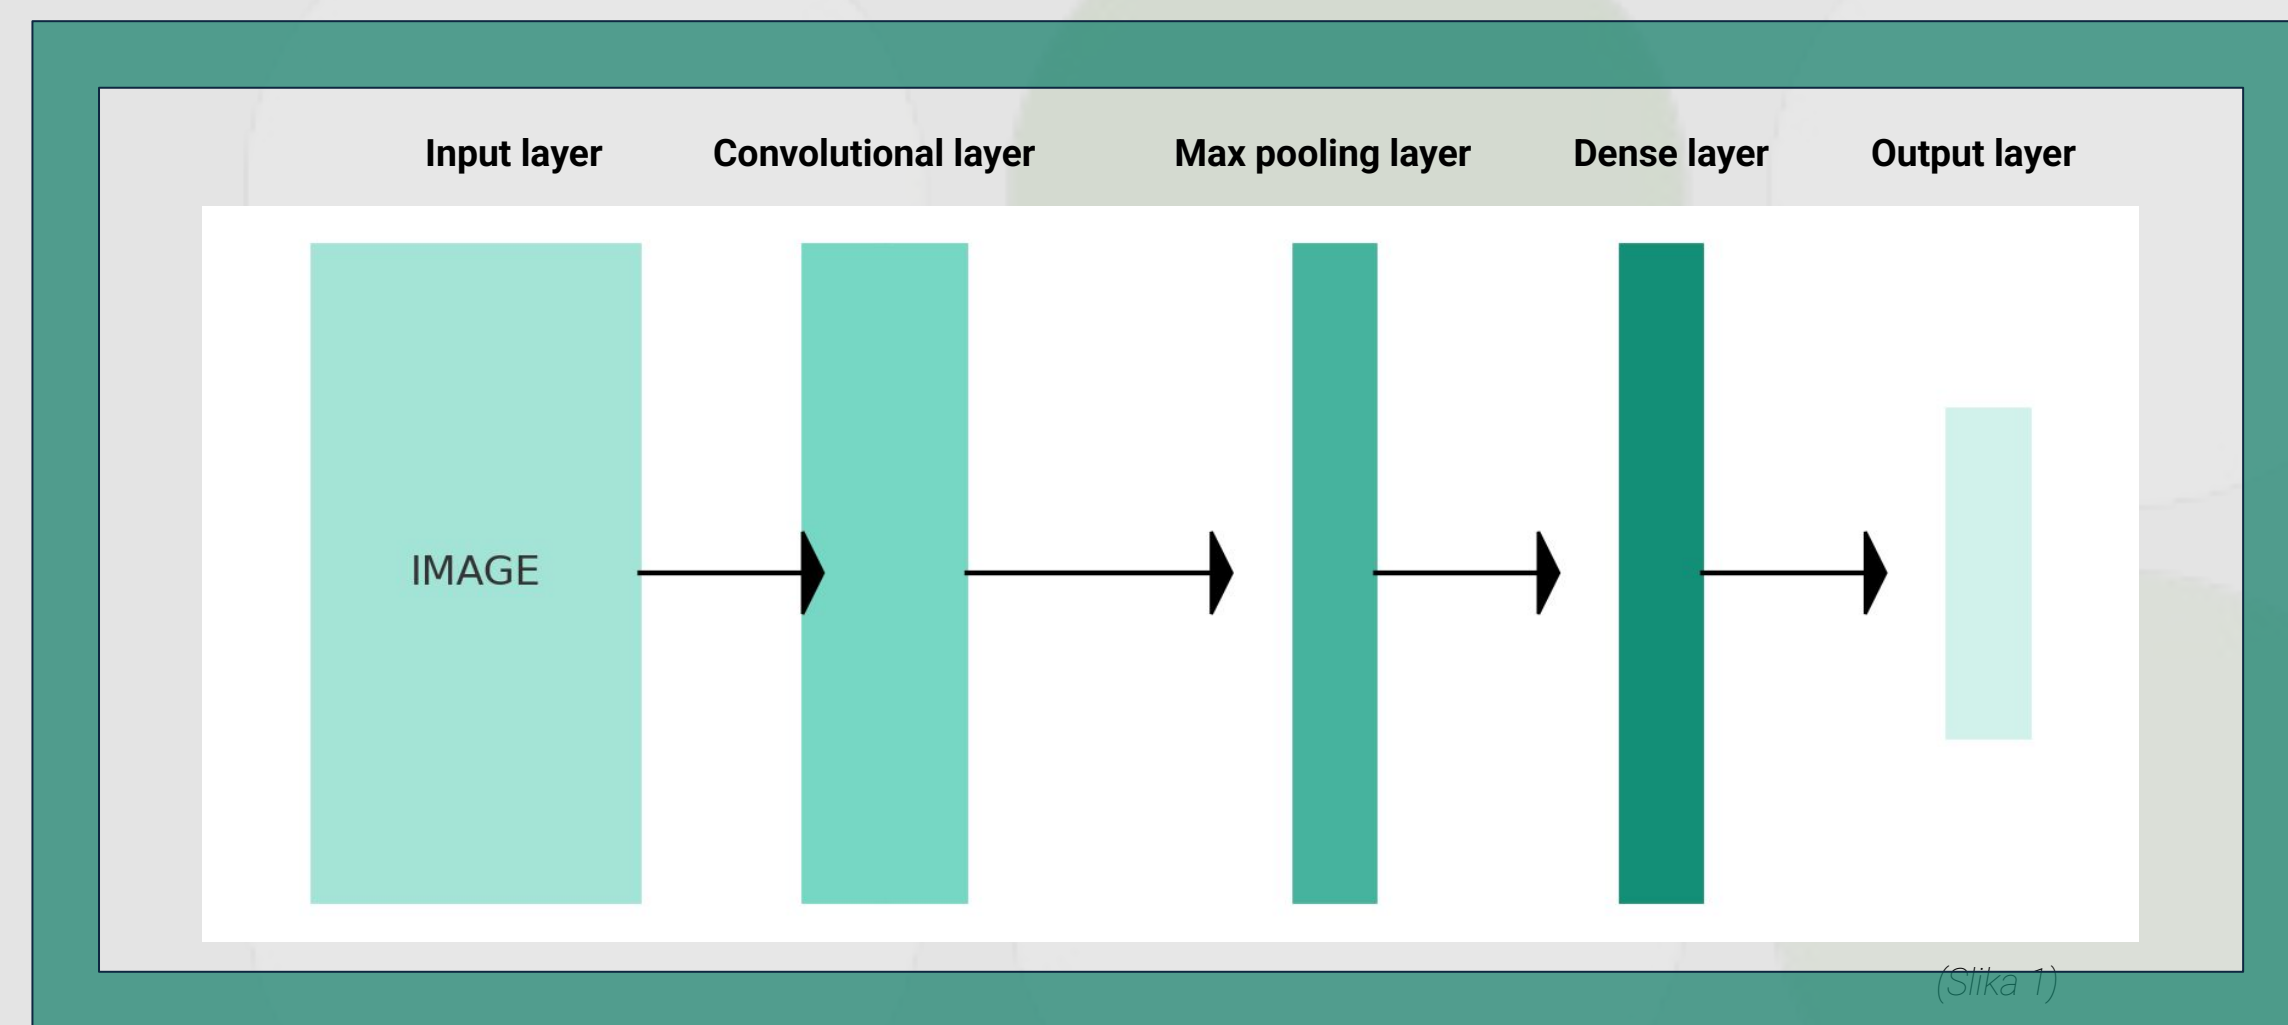 Input layer
Convolutional layer
Max pooling layer
Dense layer
Output layer
IMAGE
(Slika 1)